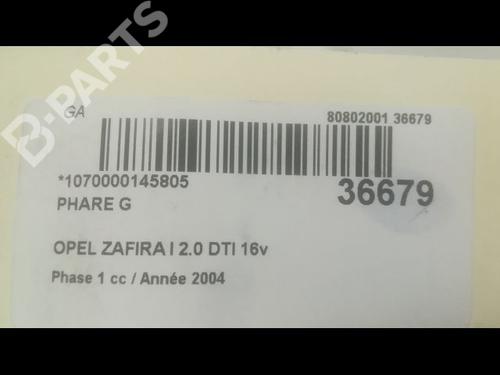 B-PARTS
GA
80802001 36679
*1070000145805
36679
PHARE G
OPEL ZAFIRA I 2.0 DTI 16v
Phase 1 cc / Année 2004